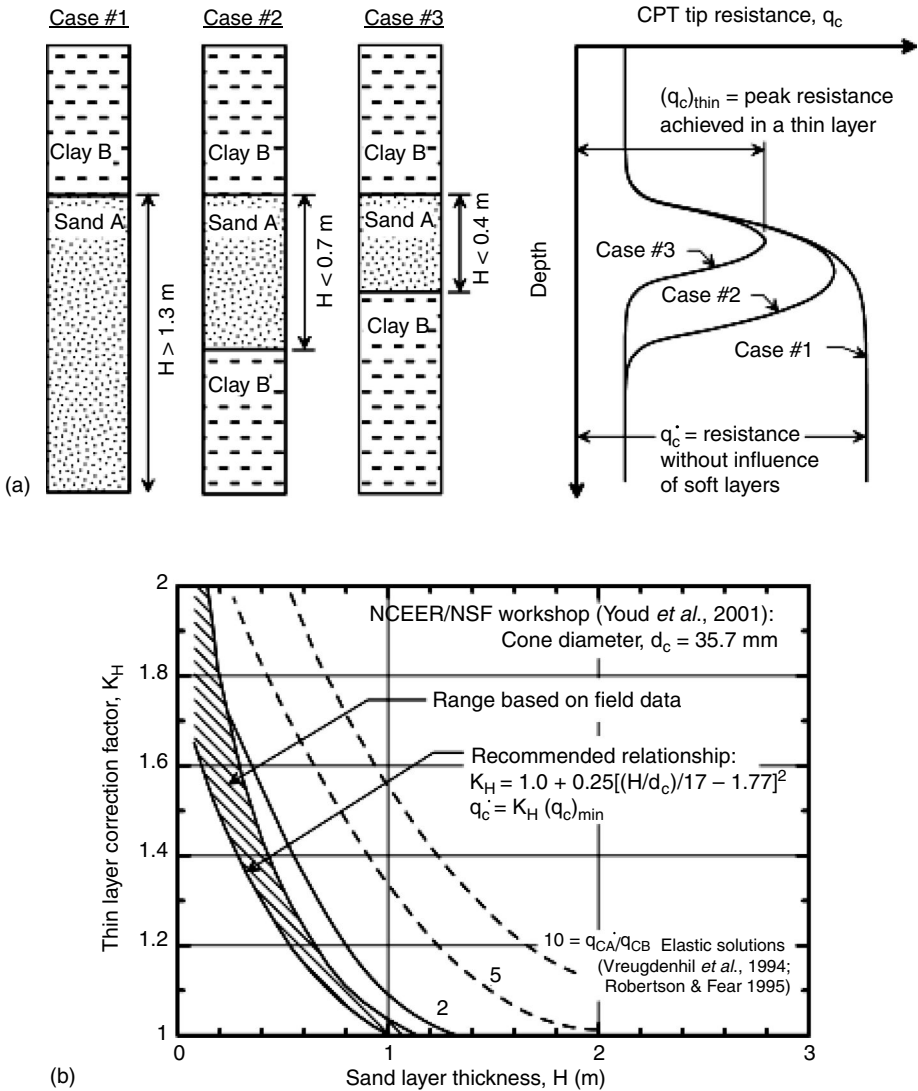 Case #1
Case #2
Case #3
CPT tip resistance, q_c
Clay B
Sand A
H > 1.3 m
Clay B
Sand A
H < 0.7 m
Clay B
Clay B
Sand A
H < 0.4 m
Clay B
(q_c)_thin = peak resistance
achieved in a thin layer
Depth
Case #3
Case #2
Case #1
q_c˙ = resistance
without influence
of soft layers
(a)
Thin layer correction factor, K_H
2
1.8
1.6
1.4
1.2
1
NCEER/NSF workshop (Youd et al., 2001):
Cone diameter, d_c = 35.7 mm
Range based on field data
Recommended relationship:
K_H = 1.0 + 0.25[(H/d_c)/17 – 1.77]²
q_c˙ = K_H (q_c)_min
10 = q_CA˙/q_CB Elastic solutions
(Vreugdenhil et al., 1994;
Robertson & Fear 1995)
5
2
0
1
2
3
Sand layer thickness, H (m)
(b)